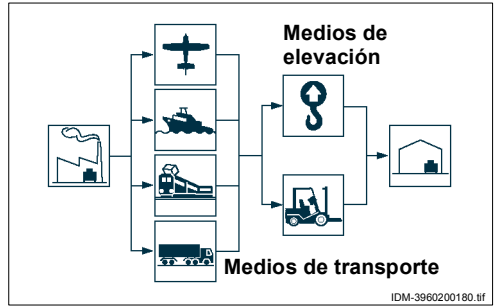 Medios de
elevación
Medios de transporte
IDM-3960200180.tif